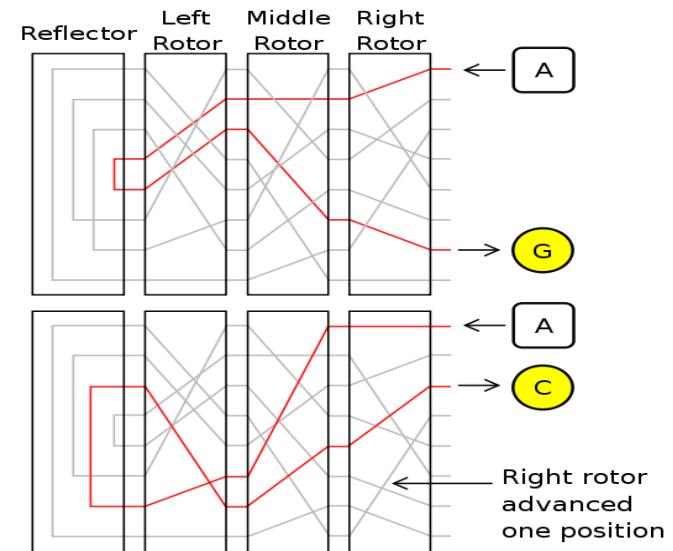 Reflector
Left
Rotor
Middle
Rotor
Right
Rotor
A
G
A
C
Right rotor
advanced
one position